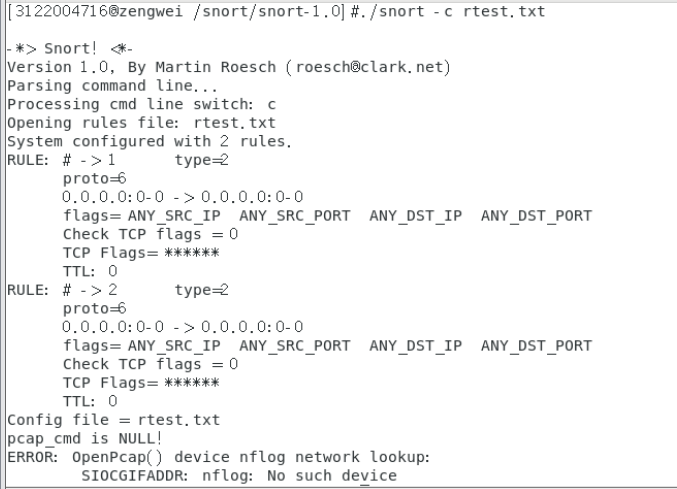 [3122004716@zengwei /snort/snort-1.0]#./snort -c rtest.txt
-*> Snort! <*-
Version 1.0, By Martin Roesch (roesch@clark.net)
Parsing command line...
Processing cmd line switch: c
Opening rules file: rtest.txt
System configured with 2 rules.
RULE: # -> 1 type=2
proto=6
0.0.0.0:0-0 -> 0.0.0.0:0-0
flags= ANY_SRC_IP ANY_SRC_PORT ANY_DST_IP ANY_DST_PORT
Check TCP flags = 0
TCP Flags= ******
TTL: 0
RULE: # -> 2 type=2
proto=6
0.0.0.0:0-0 -> 0.0.0.0:0-0
flags= ANY_SRC_IP ANY_SRC_PORT ANY_DST_IP ANY_DST_PORT
Check TCP flags = 0
TCP Flags= ******
TTL: 0
Config file = rtest.txt
pcap_cmd is NULL!
ERROR: OpenPcap() device nflog network lookup:
SIOCGIFADDR: nflog: No such device